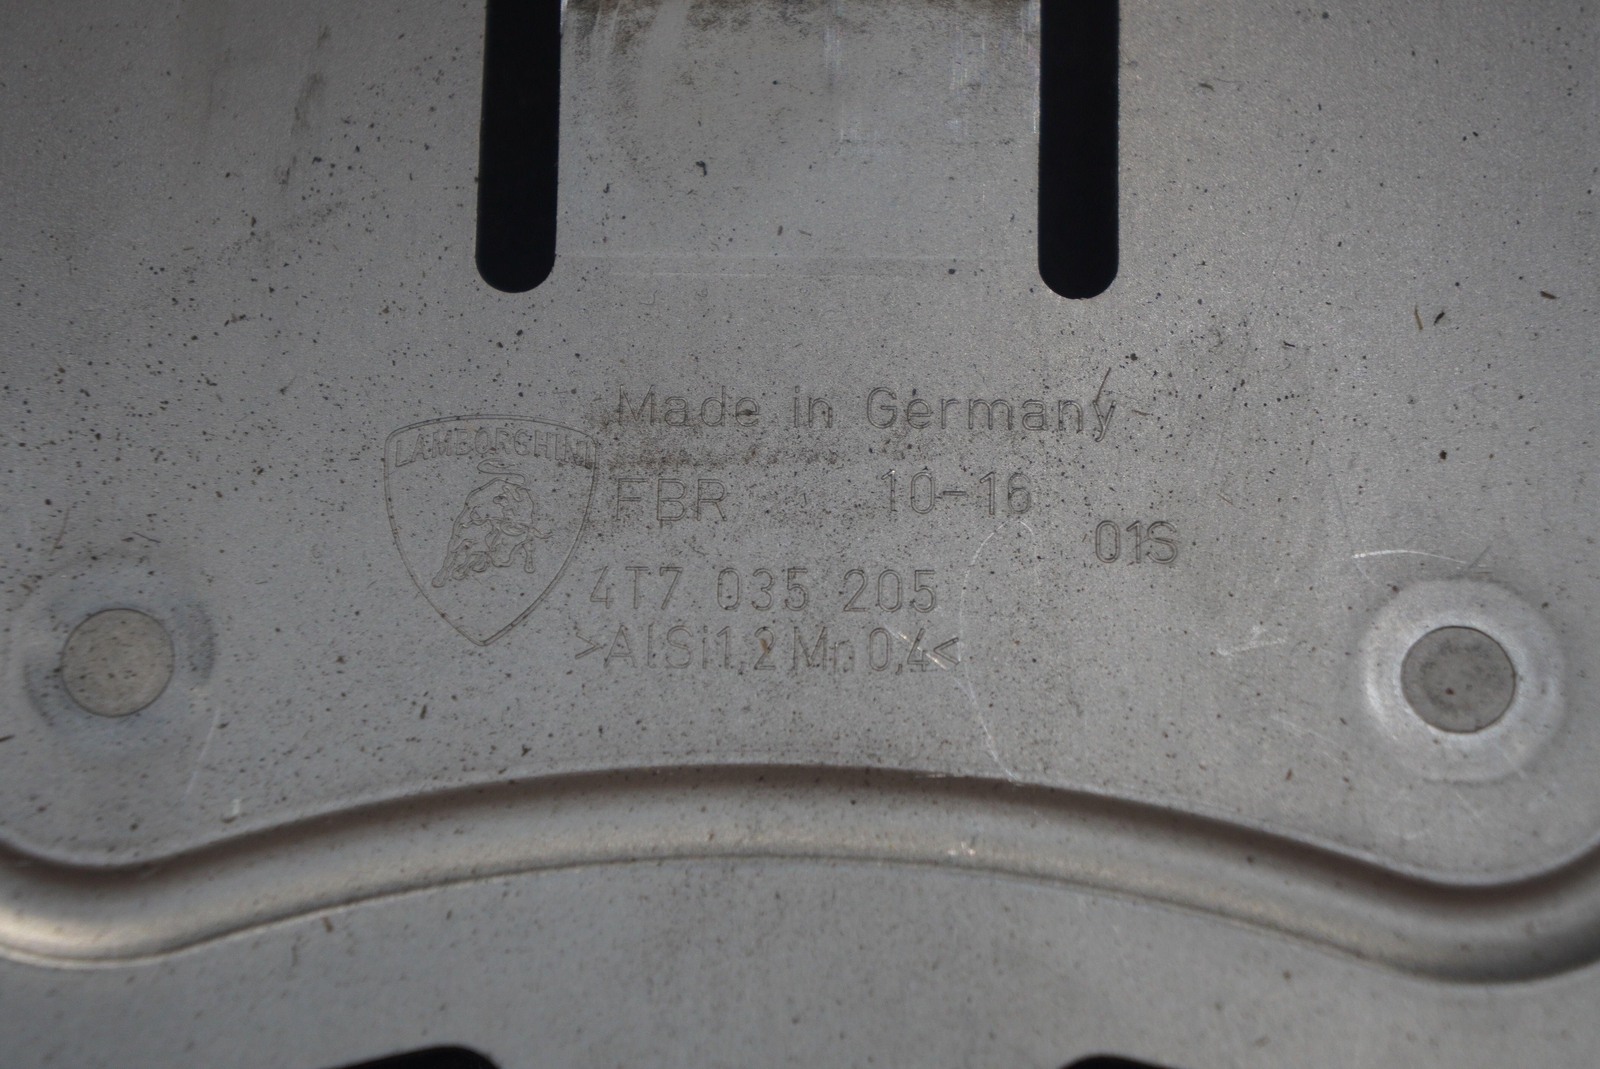 Made in Germany
LAMBORGHINI
FBR 10-16
01S
4T7 035 205
>AlSi1,2Mn0,4<